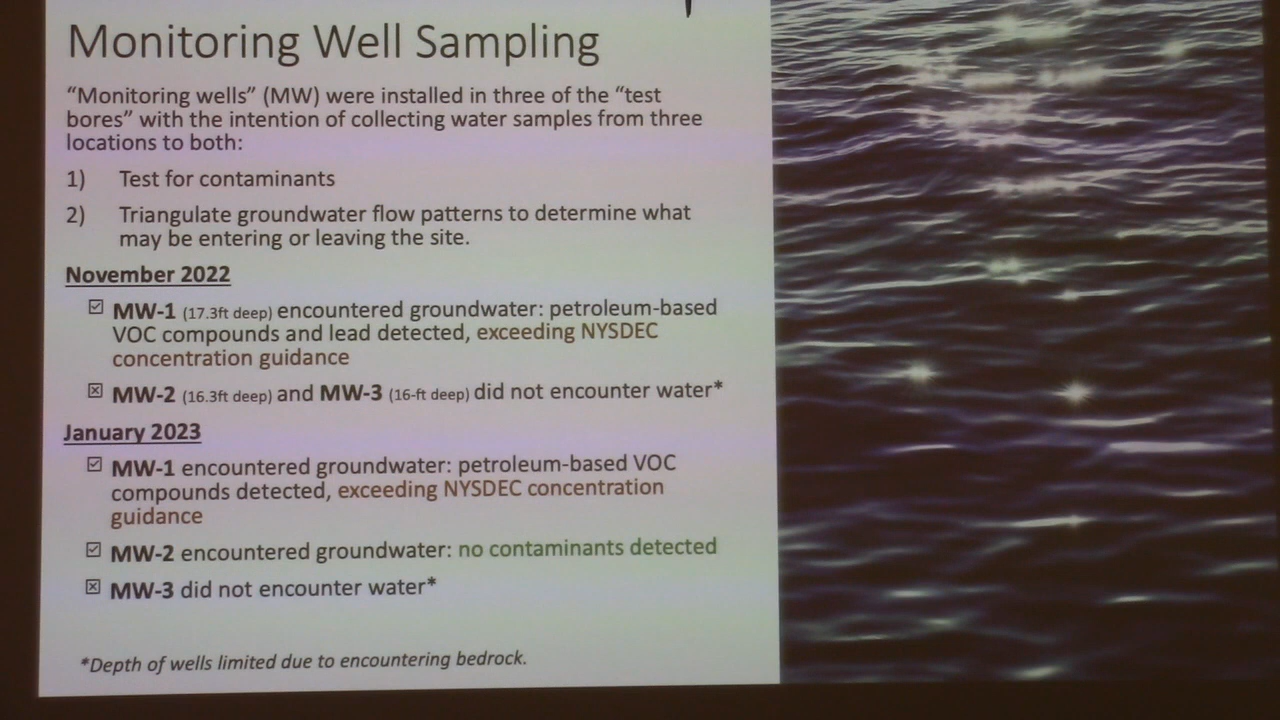 Monitoring Well Sampling
“Monitoring wells” (MW) were installed in three of the “test
bores” with the intention of collecting water samples from three
locations to both:
1) Test for contaminants
2) Triangulate groundwater flow patterns to determine what
may be entering or leaving the site.
November 2022
☑ MW-1 (17.3ft deep) encountered groundwater: petroleum-based
VOC compounds and lead detected, exceeding NYSDEC
concentration guidance
☒ MW-2 (16.3ft deep) and MW-3 (16-ft deep) did not encounter water*
January 2023
☑ MW-1 encountered groundwater: petroleum-based VOC
compounds detected, exceeding NYSDEC concentration
guidance
☑ MW-2 encountered groundwater: no contaminants detected
☒ MW-3 did not encounter water*
*Depth of wells limited due to encountering bedrock.